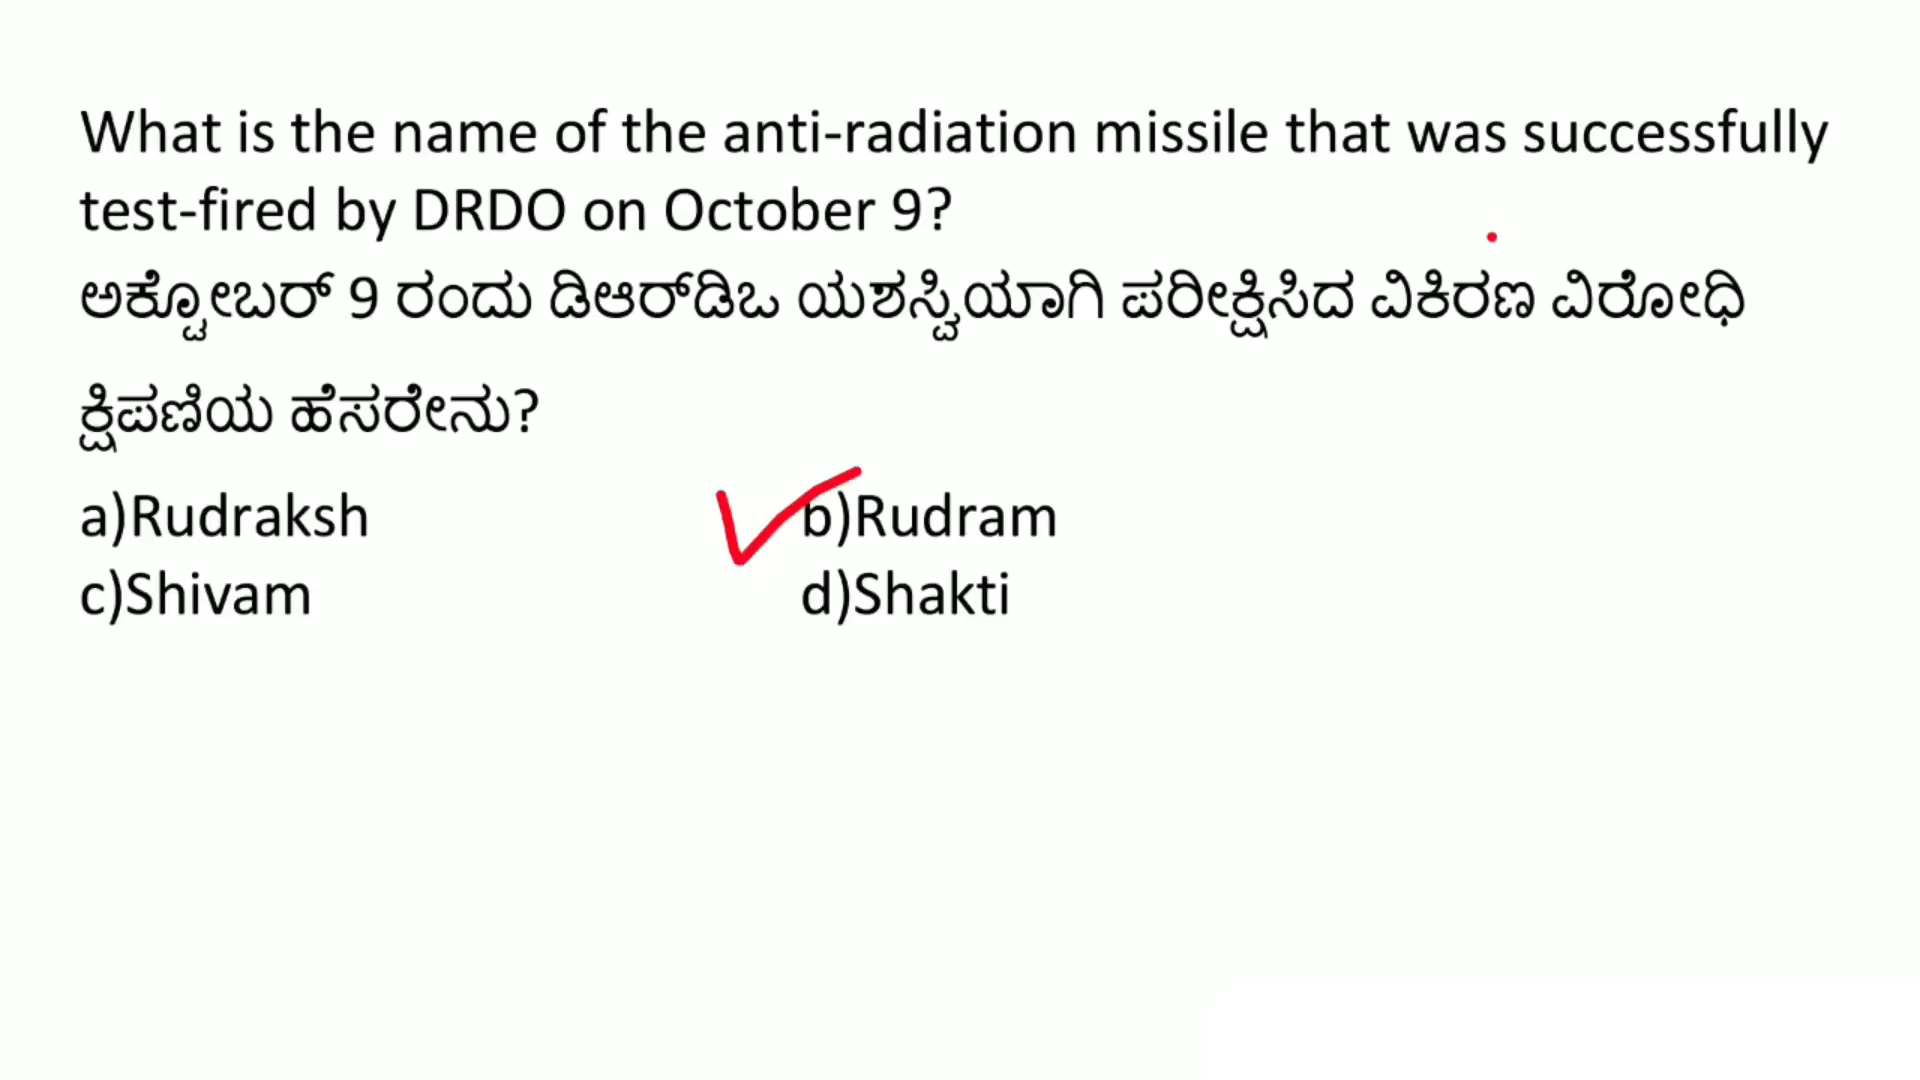 What is the name of the anti-radiation missile that was successfully
test-fired by DRDO on October 9?
ಅಕ್ಟೋಬರ್ 9 ರಂದು ಡಿಆರ್‌ಡಿಒ ಯಶಸ್ವಿಯಾಗಿ ಪರೀಕ್ಷಿಸಿದ ವಿಕಿರಣ ವಿರೋಧಿ
ಕ್ಷಿಪಣಿಯ ಹೆಸರೇನು?
a)Rudraksh b)Rudram
c)Shivam d)Shakti